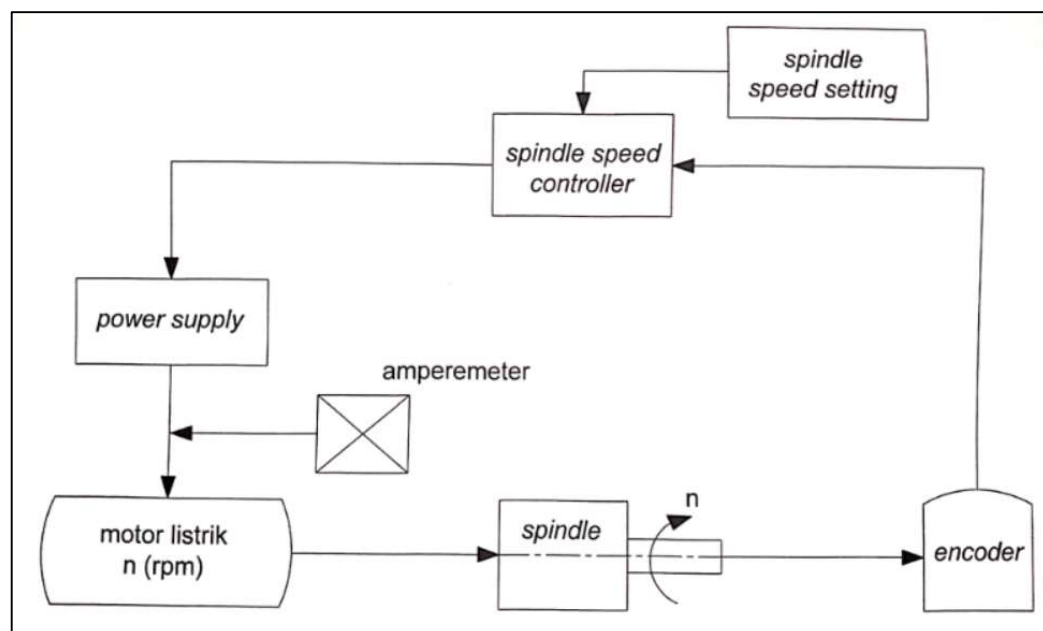 spindle
speed setting
spindle speed
controller
power supply
amperemeter
motor listrik
n (rpm)
spindle
n
encoder